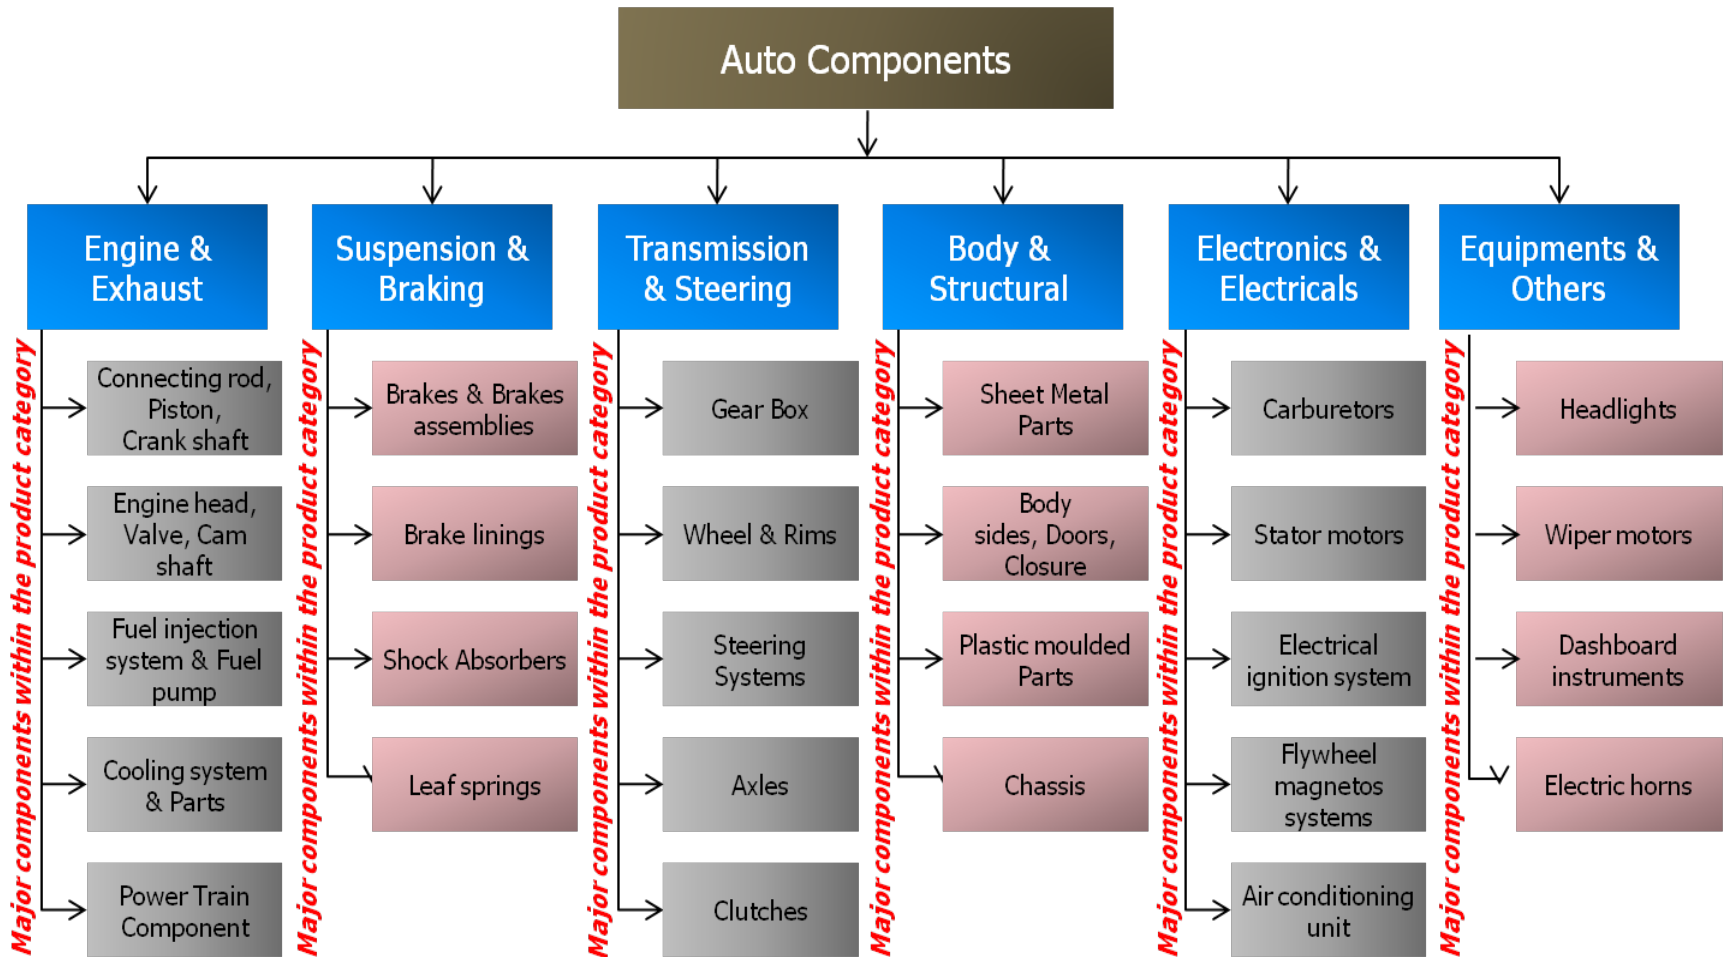 Auto Components
Engine &
Exhaust
Suspension &
Braking
Transmission
& Steering
Body &
Structural
Electronics &
Electricals
Equipments &
Others
Major components within the product category
Connecting rod,
Piston,
Crank shaft
Engine head,
Valve, Cam
shaft
Fuel injection
system & Fuel
pump
Cooling system
& Parts
Power Train
Component
Major components within the product category
Brakes & Brakes
assemblies
Brake linings
Shock Absorbers
Leaf springs
Major components within the product category
Gear Box
Wheel & Rims
Steering
Systems
Axles
Clutches
Major components within the product category
Sheet Metal
Parts
Body
sides, Doors,
Closure
Plastic moulded
Parts
Chassis
Major components within the product category
Carburetors
Stator motors
Electrical
ignition system
Flywheel
magnetos
systems
Air conditioning
unit
Major components within the product category
Headlights
Wiper motors
Dashboard
instruments
Electric horns